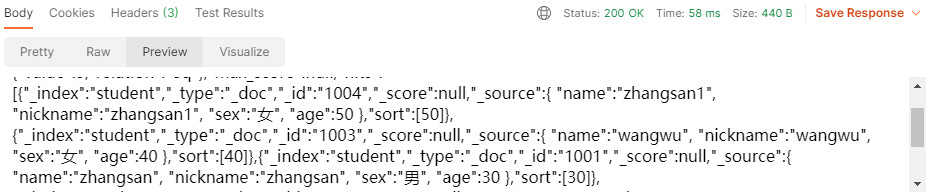 Body Cookies Headers (3) Test Results Status: 200 OK Time: 58 ms Size: 440 B Save Response
Pretty Raw Preview Visualize
[{"_index":"student","_type":"_doc","_id":"1004","_score":null,"_source":{ "name":"zhangsan1",
"nickname":"zhangsan1", "sex":"女", "age":50 },"sort":[50]},
{"_index":"student","_type":"_doc","_id":"1003","_score":null,"_source":{ "name":"wangwu", "nickname":"wangwu",
"sex":"女", "age":40 },"sort":[40]},{"_index":"student","_type":"_doc","_id":"1001","_score":null,"_source":{
"name":"zhangsan", "nickname":"zhangsan", "sex":"男", "age":30 },"sort":[30]},